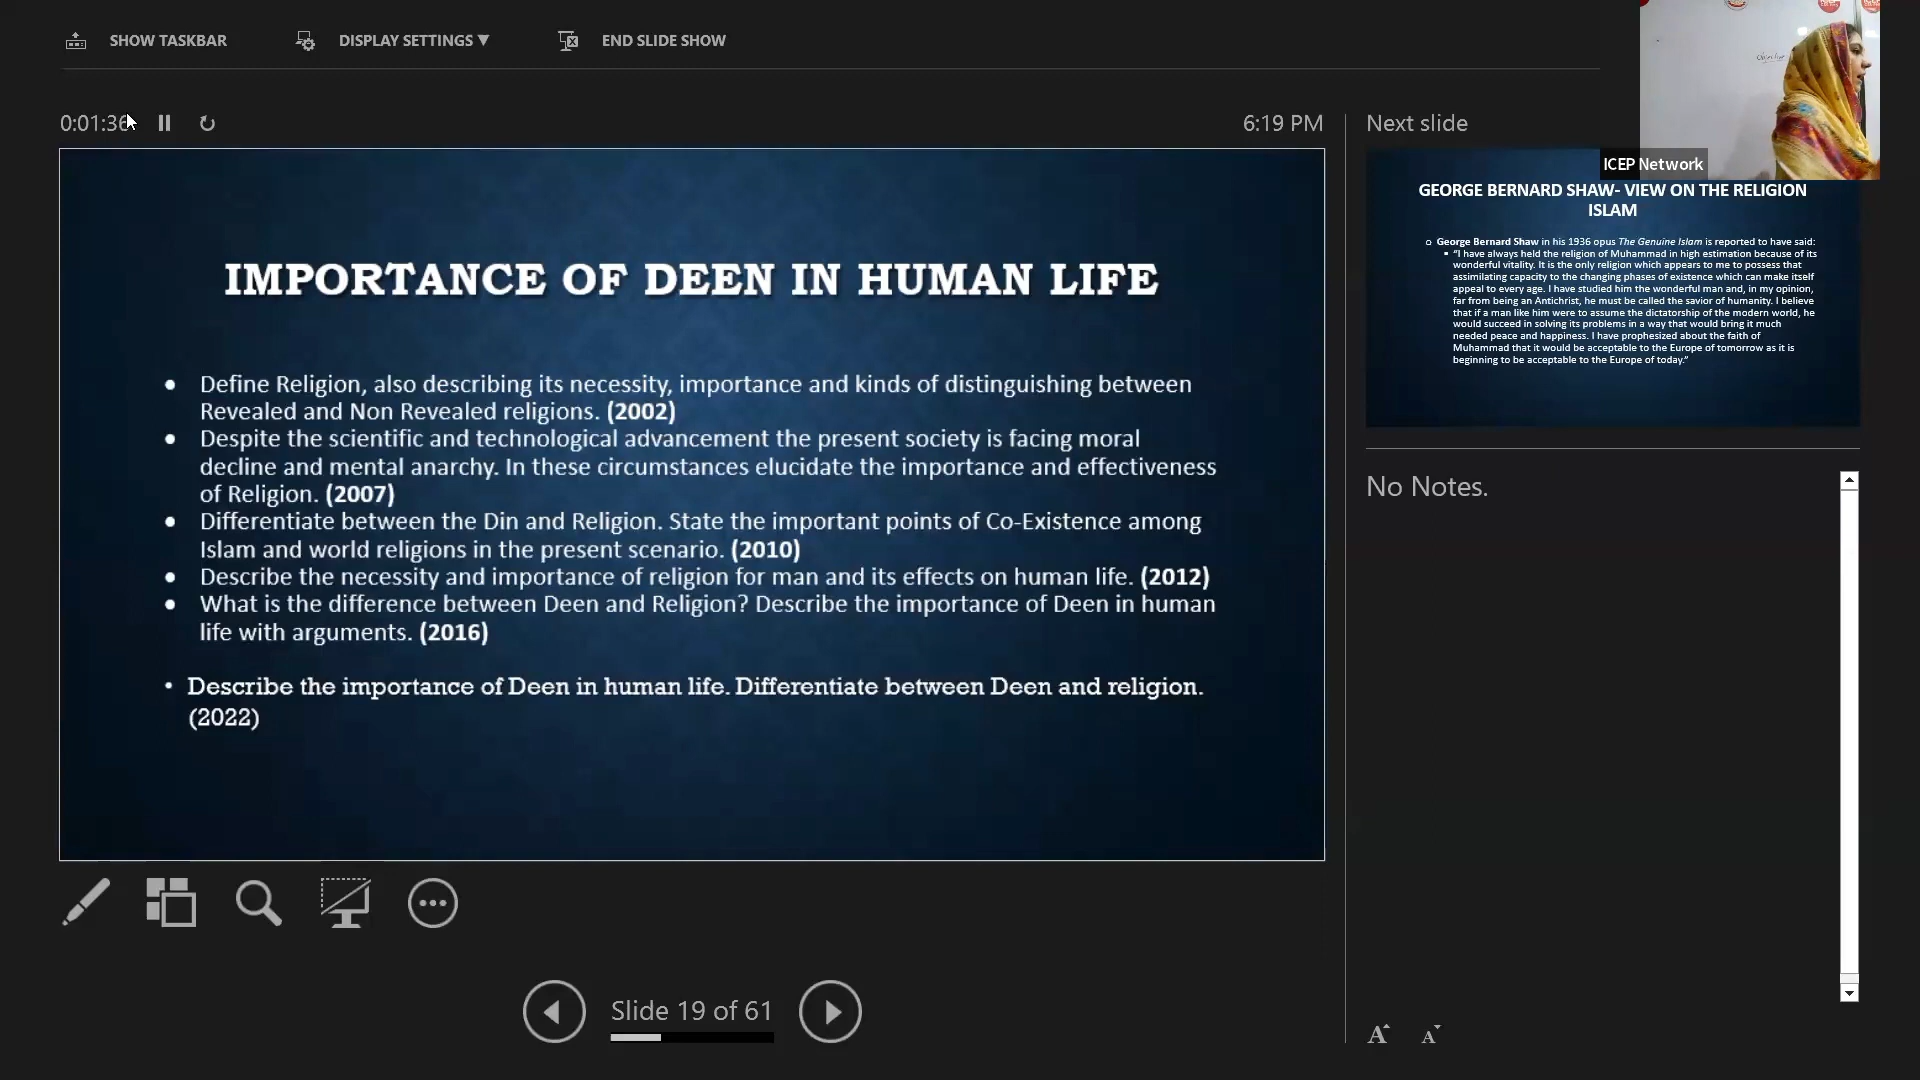 SHOW TASKBAR
DISPLAY SETTINGS ▼
END SLIDE SHOW
0:01:36
6:19 PM
Next slide
ICEP Network
IMPORTANCE OF DEEN IN HUMAN LIFE
• Define Religion, also describing its necessity, importance and kinds of distinguishing between
Revealed and Non Revealed religions. (2002)
• Despite the scientific and technological advancement the present society is facing moral
decline and mental anarchy. In these circumstances elucidate the importance and effectiveness
of Religion. (2007)
• Differentiate between the Din and Religion. State the important points of Co-Existence among
Islam and world religions in the present scenario. (2010)
• Describe the necessity and importance of religion for man and its effects on human life. (2012)
• What is the difference between Deen and Religion? Describe the importance of Deen in human
life with arguments. (2016)
• Describe the importance of Deen in human life. Differentiate between Deen and religion.
(2022)
GEORGE BERNARD SHAW- VIEW ON THE RELIGION
ISLAM
George Bernard Shaw in his 1936 opus The Genuine Islam is reported to have said:
"I have always held the religion of Muhammad in high estimation because of its
wonderful vitality. It is the only religion which appears to me to possess that
assimilating capacity to the changing phases of existence which can make itself
appeal to every age. I have studied him the wonderful man and, in my opinion,
far from being an Antichrist, he must be called the savior of humanity. I believe
that if a man like him were to assume the dictatorship of the modern world, he
would succeed in solving its problems in a way that would bring it much
needed peace and happiness. I have prophesized about the faith of
Muhammad that it would be acceptable to the Europe of tomorrow as it is
beginning to be acceptable to the Europe of today."
No Notes.
Slide 19 of 61
A A